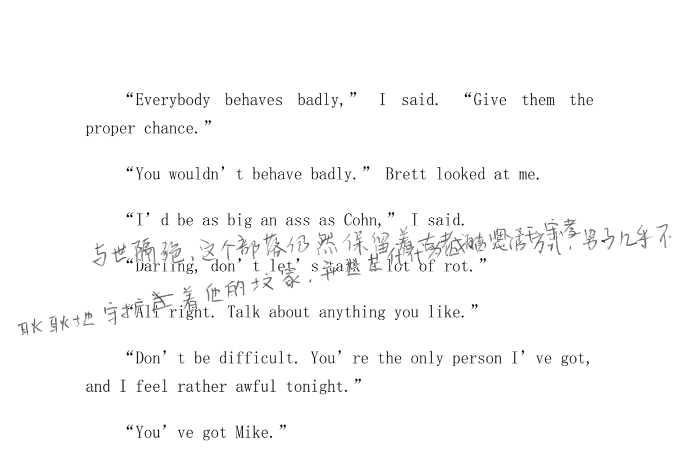 “Everybody behaves badly,” I said. “Give them the
proper chance.”
“You wouldn’t behave badly.” Brett looked at me.
“I’d be as big an ass as Cohn,” I said.
与世隔绝,这个部落仍然保留着古老 男子几乎不
“Darling, don’t let’s talk a lot of rot.”
耿耿地守护着他的坟冢,
“All right. Talk about anything you like.”
“Don’t be difficult. You’re the only person I’ve got,
and I feel rather awful tonight.”
“You’ve got Mike.”